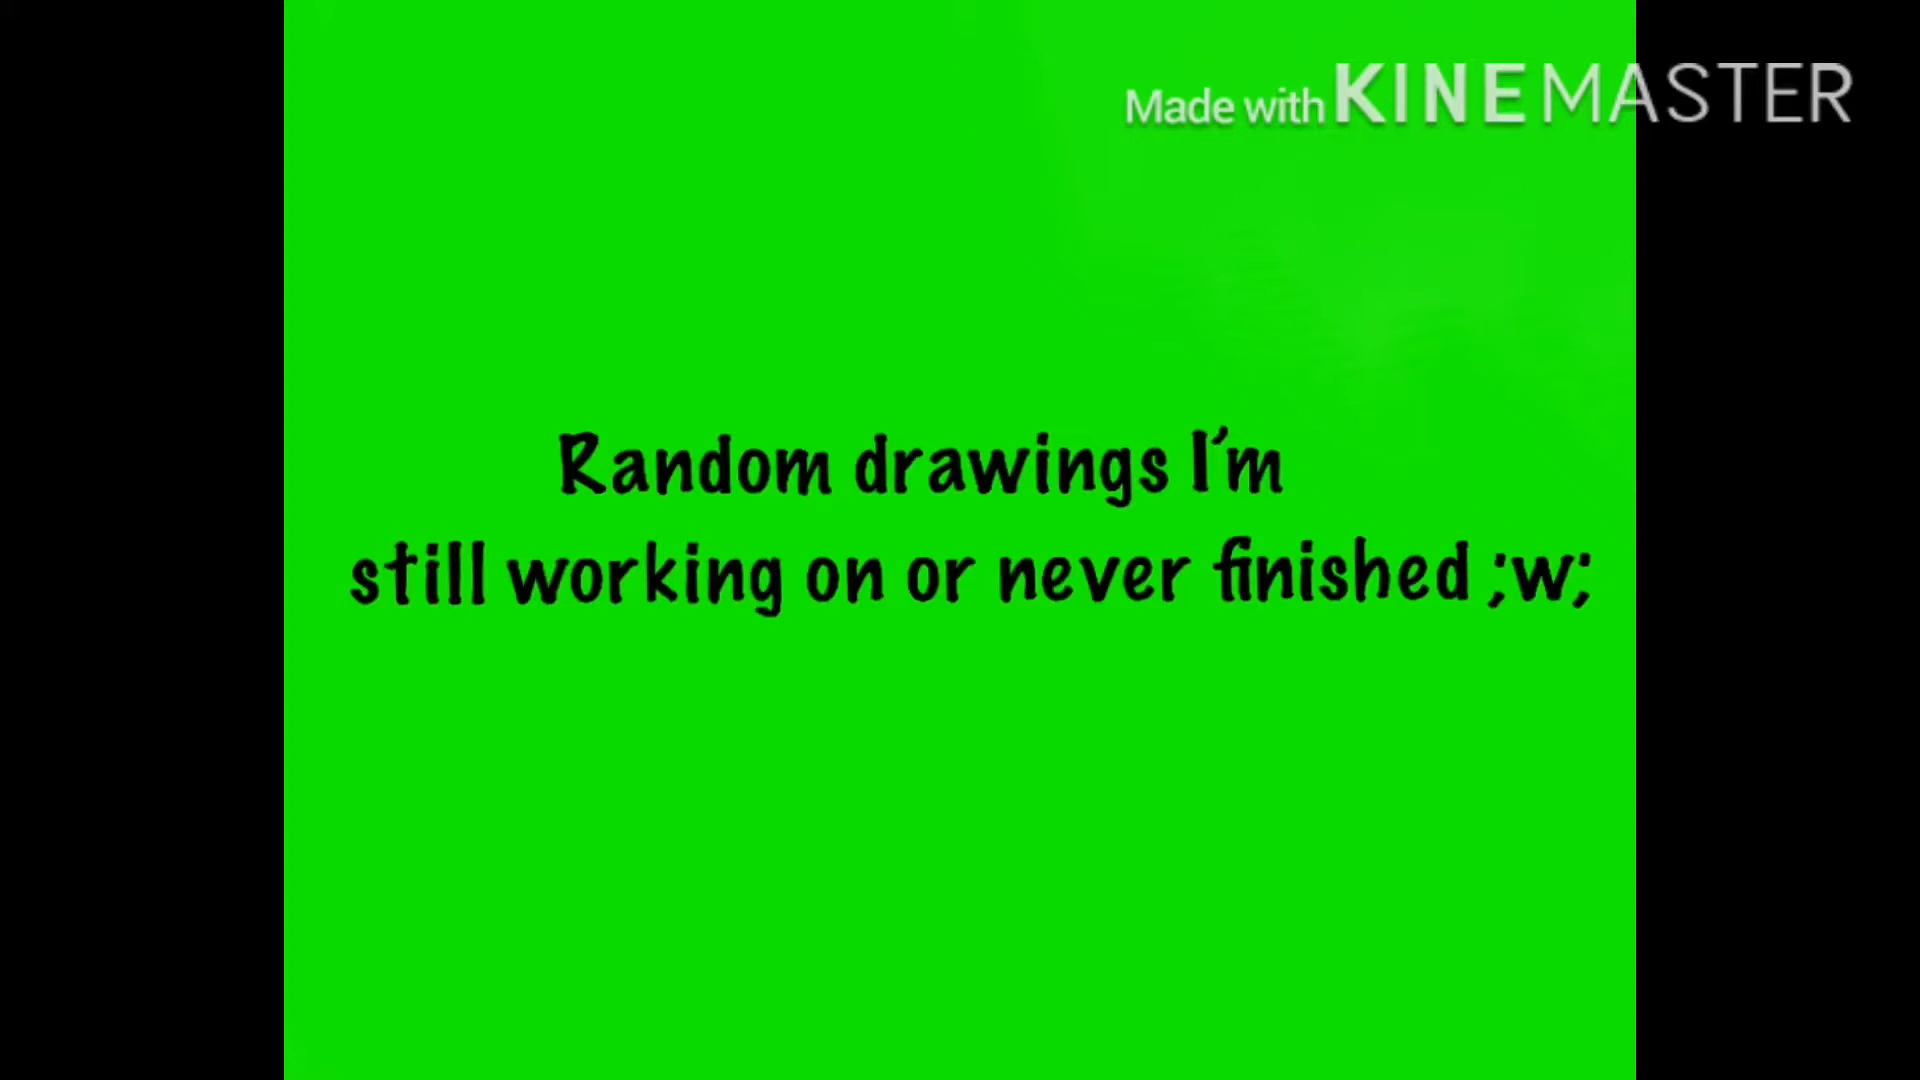 Made with KINEMASTER
Random drawings I'm
still working on or never finished ;w;